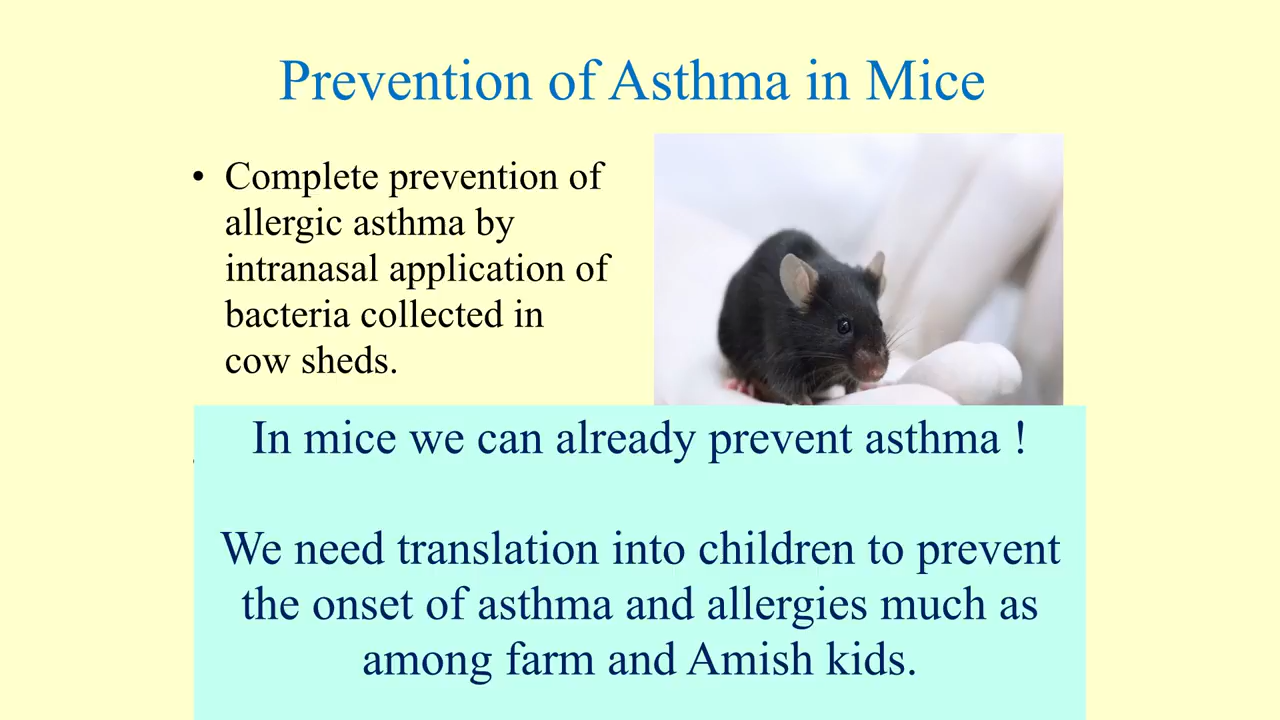 Prevention of Asthma in Mice
• Complete prevention of
allergic asthma by
intranasal application of
bacteria collected in
cow sheds.
In mice we can already prevent asthma !
We need translation into children to prevent
the onset of asthma and allergies much as
among farm and Amish kids.